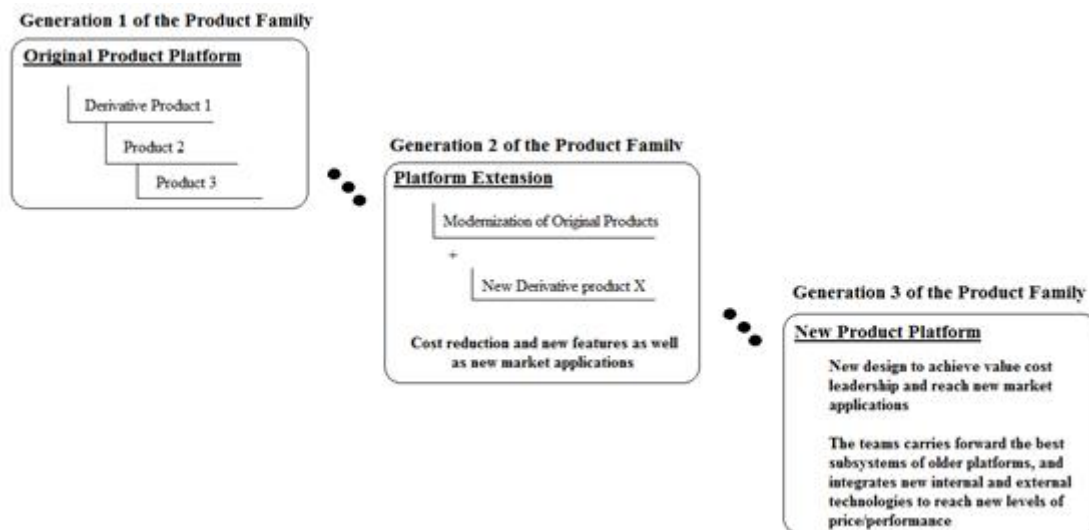 Generation 1 of the Product Family
Original Product Platform
Derivative Product 1
Product 2
Product 3
Generation 2 of the Product Family
Platform Extension
Modernization of Original Products
+
New Derivative product X
Cost reduction and new features as well
as new market applications
Generation 3 of the Product Family
New Product Platform
New design to achieve value cost
leadership and reach new market
applications
The teams carries forward the best
subsystems of older platforms, and
integrates new internal and external
technologies to reach new levels of
price/performance